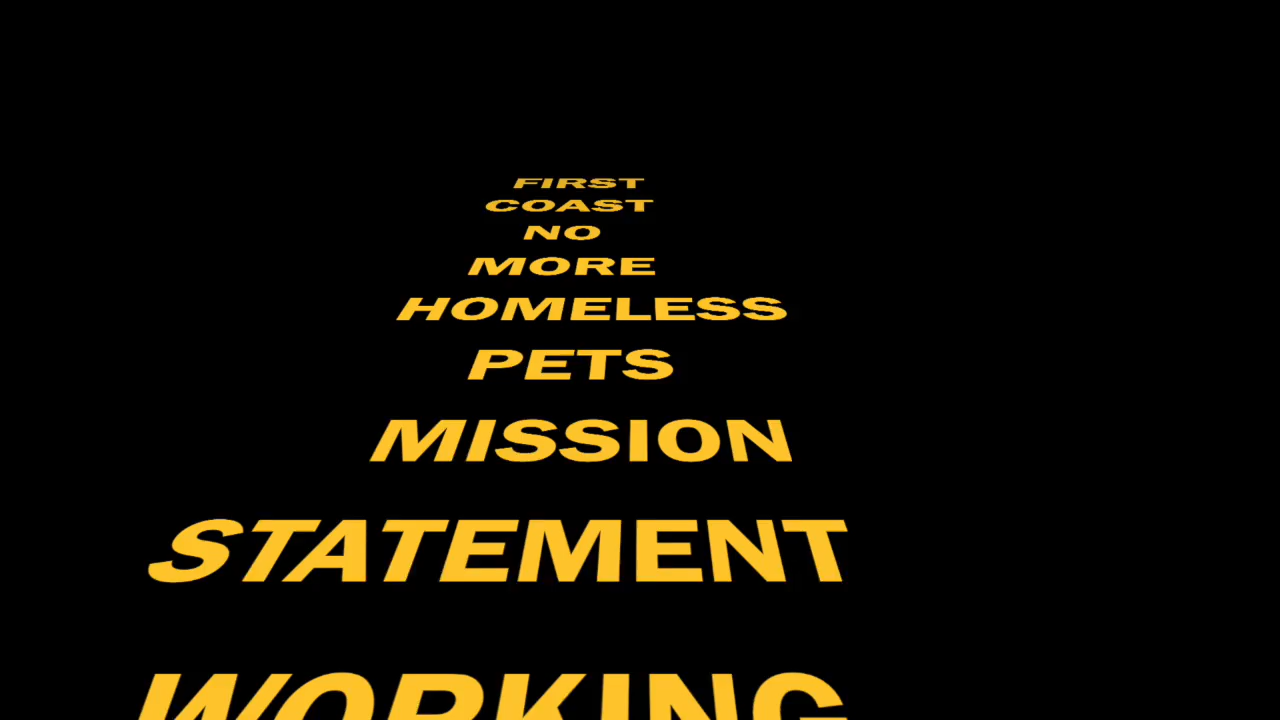 FIRST
COAST
NO
MORE
HOMELESS
PETS
MISSION
STATEMENT
WORKING